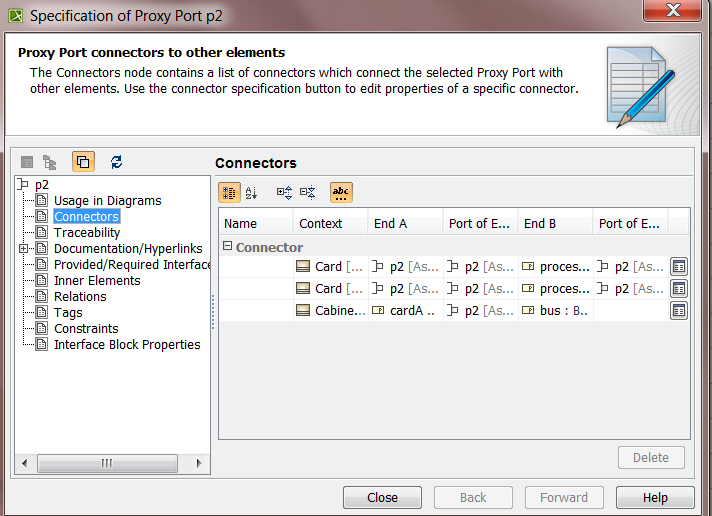 Specification of Proxy Port p2
Proxy Port connectors to other elements
The Connectors node contains a list of connectors which connect the selected Proxy Port with
other elements. Use the connector specification button to edit properties of a specific connector.
p2
Usage in Diagrams
Connectors
Traceability
Documentation/Hyperlinks
Provided/Required Interface
Inner Elements
Relations
Tags
Constraints
Interface Block Properties
Connectors
abc...
Name Context End A Port of E... End B Port of E...
Connector
Card [... p2 [As... p2 [As... proces... p2 [As...
Card [... p2 [As... p2 [As... proces... p2 [As...
Cabine... cardA .. p2 [As... bus : B..
Delete
Close Back Forward Help